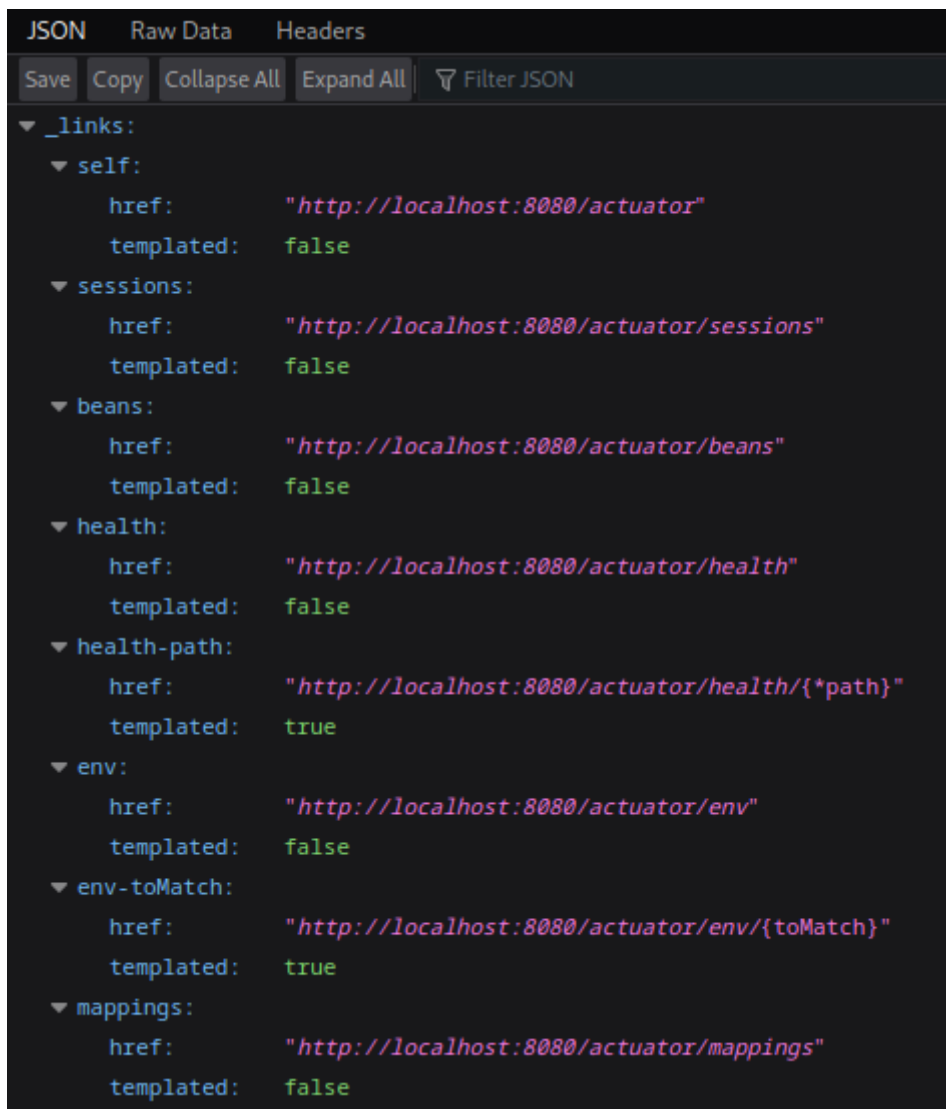 JSON Raw Data Headers
Save Copy Collapse All Expand All Filter JSON
_links:
self:
href: "http://localhost:8080/actuator"
templated: false
sessions:
href: "http://localhost:8080/actuator/sessions"
templated: false
beans:
href: "http://localhost:8080/actuator/beans"
templated: false
health:
href: "http://localhost:8080/actuator/health"
templated: false
health-path:
href: "http://localhost:8080/actuator/health/{*path}"
templated: true
env:
href: "http://localhost:8080/actuator/env"
templated: false
env-toMatch:
href: "http://localhost:8080/actuator/env/{toMatch}"
templated: true
mappings:
href: "http://localhost:8080/actuator/mappings"
templated: false